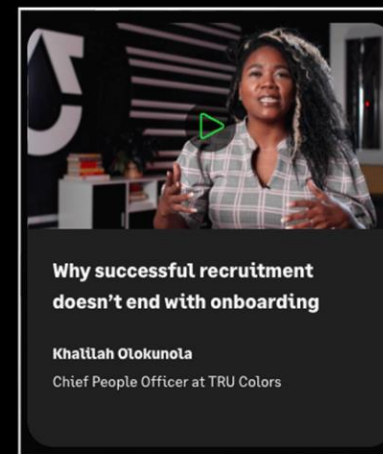 Why successful recruitment
doesn't end with onboarding
Khalilah Olokunola
Chief People Officer at TRU Colors